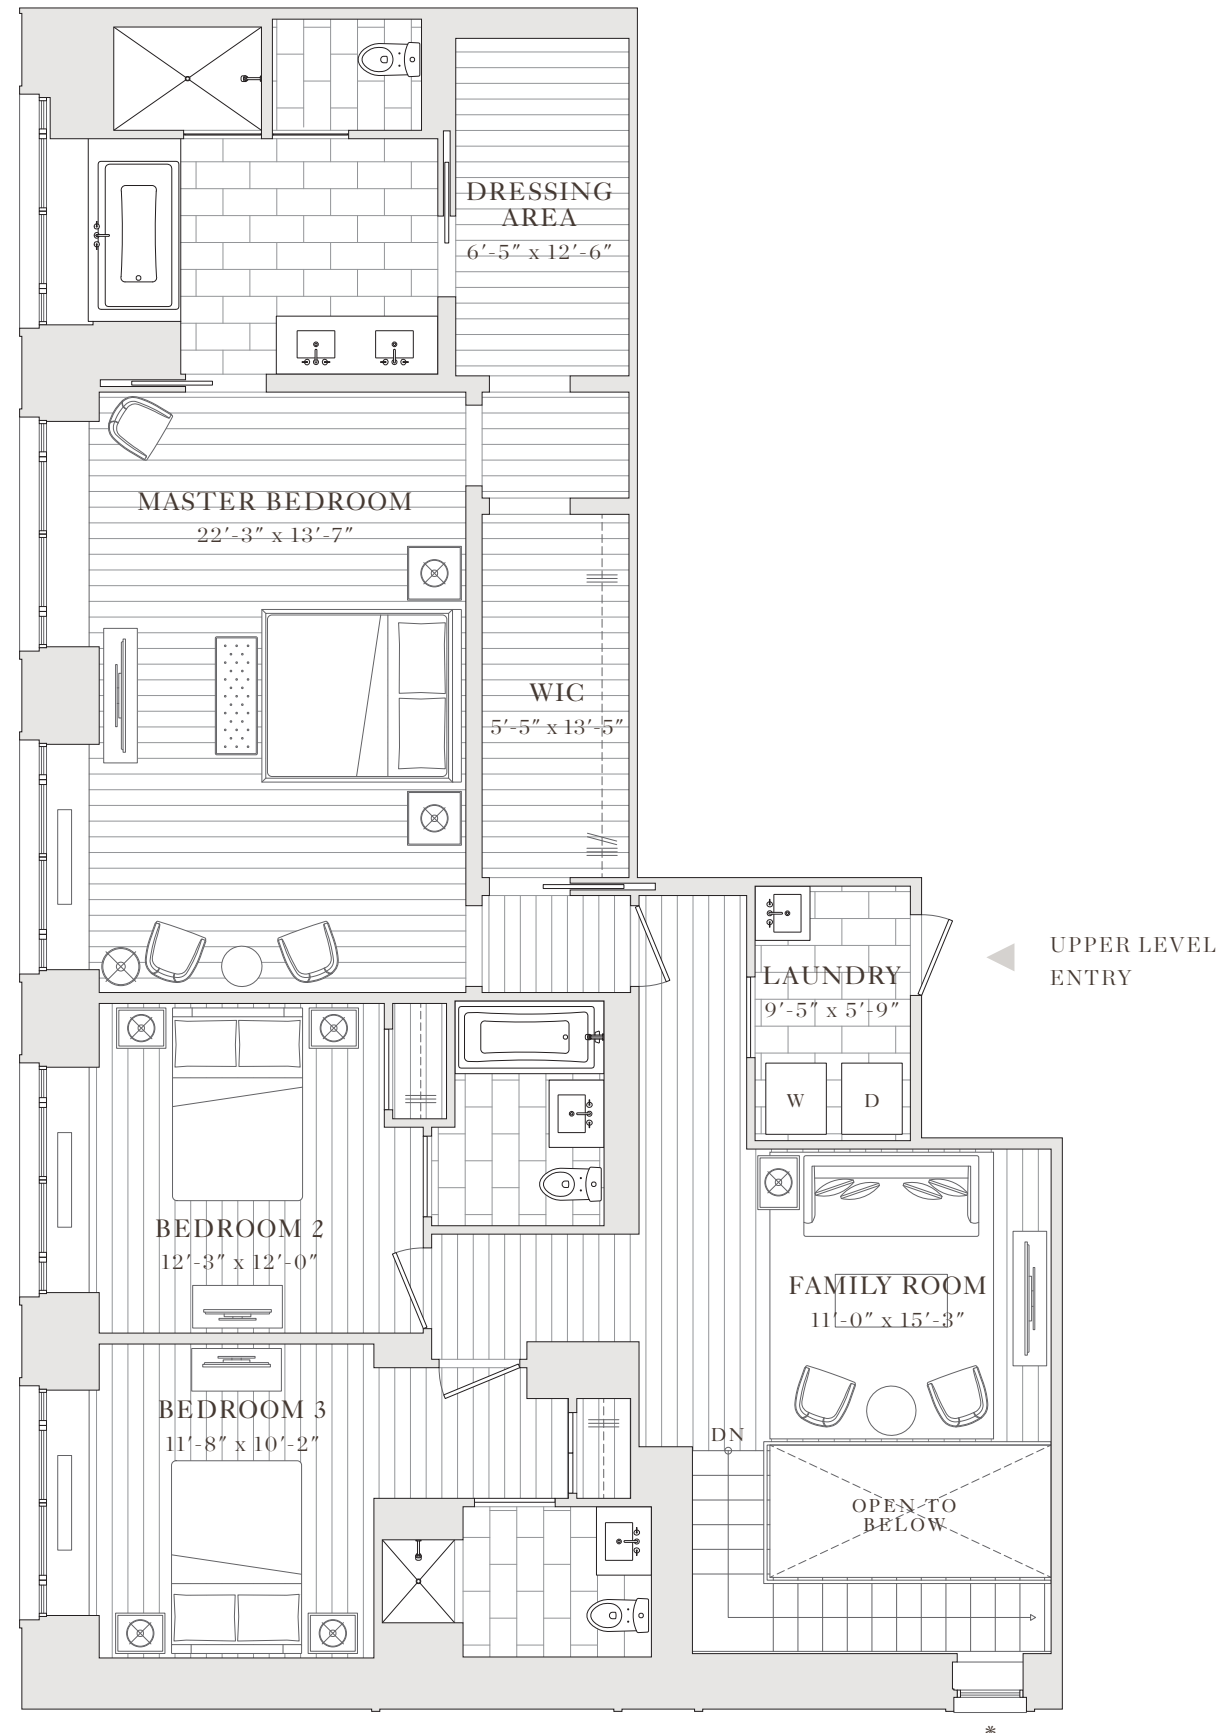 DRESSING
AREA
6′-5″ x 12′-6″
MASTER BEDROOM
22′-3″ x 13′-7″
WIC
5′-5″ x 13′-5″
UPPER LEVEL
ENTRY
LAUNDRY
9′-5″ x 5′-9″
W
D
BEDROOM 2
12′-3″ x 12′-0″
FAMILY ROOM
11′-0″ x 15′-3″
BEDROOM 3
11′-8″ x 10′-2″
DN
OPEN TO
BELOW
*